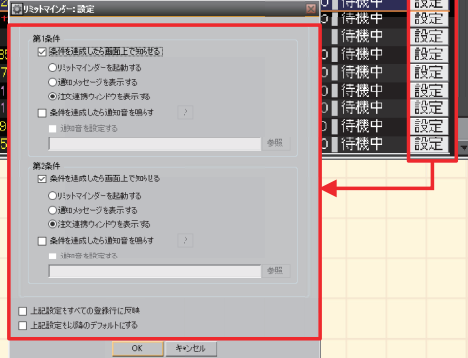 リミットマインダー：設定
第1条件
条件を達成したら画面上で知らせる
リミットマインダーを起動する
通知メッセージを表示する
注文連携ウィンドウを表示する
条件を達成したら通知音を鳴らす ?
通知音を設定する
参照
第2条件
条件を達成したら画面上で知らせる
リミットマインダーを起動する
通知メッセージを表示する
注文連携ウィンドウを表示する
条件を達成したら通知音を鳴らす ?
通知音を設定する
参照
上記設定をすべての登録行に反映
上記設定を以降のデフォルトにする
OK キャンセル
待機中 設定
待機中 設定
待機中 設定
待機中 設定
待機中 設定
待機中 設定
待機中 設定
待機中 設定
待機中 設定